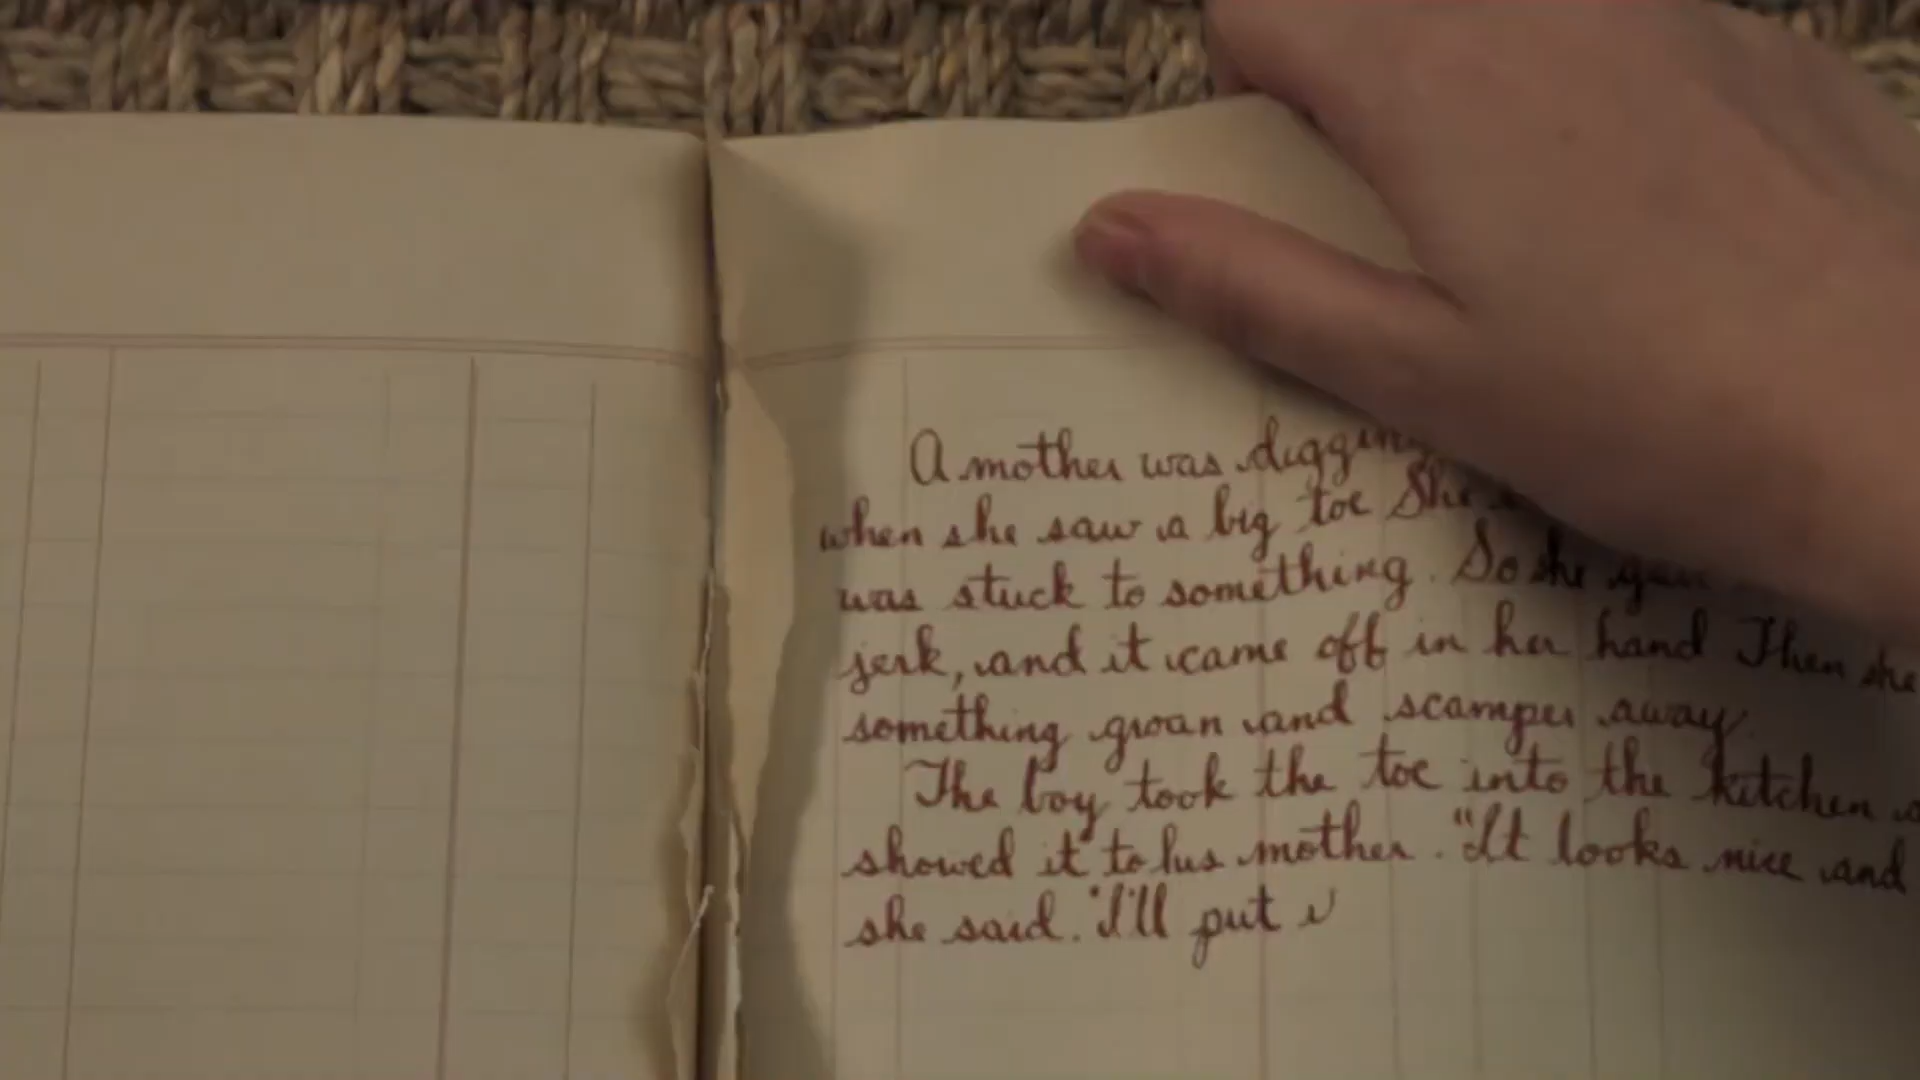 A mother was digging
when she saw a big toe She
was stuck to something. So she gave
jerk, and it came off in her hand Then she
something groan and scamper away.
The boy took the toe into the kitchen
showed it to his mother. "It looks nice and
she said. "I'll put